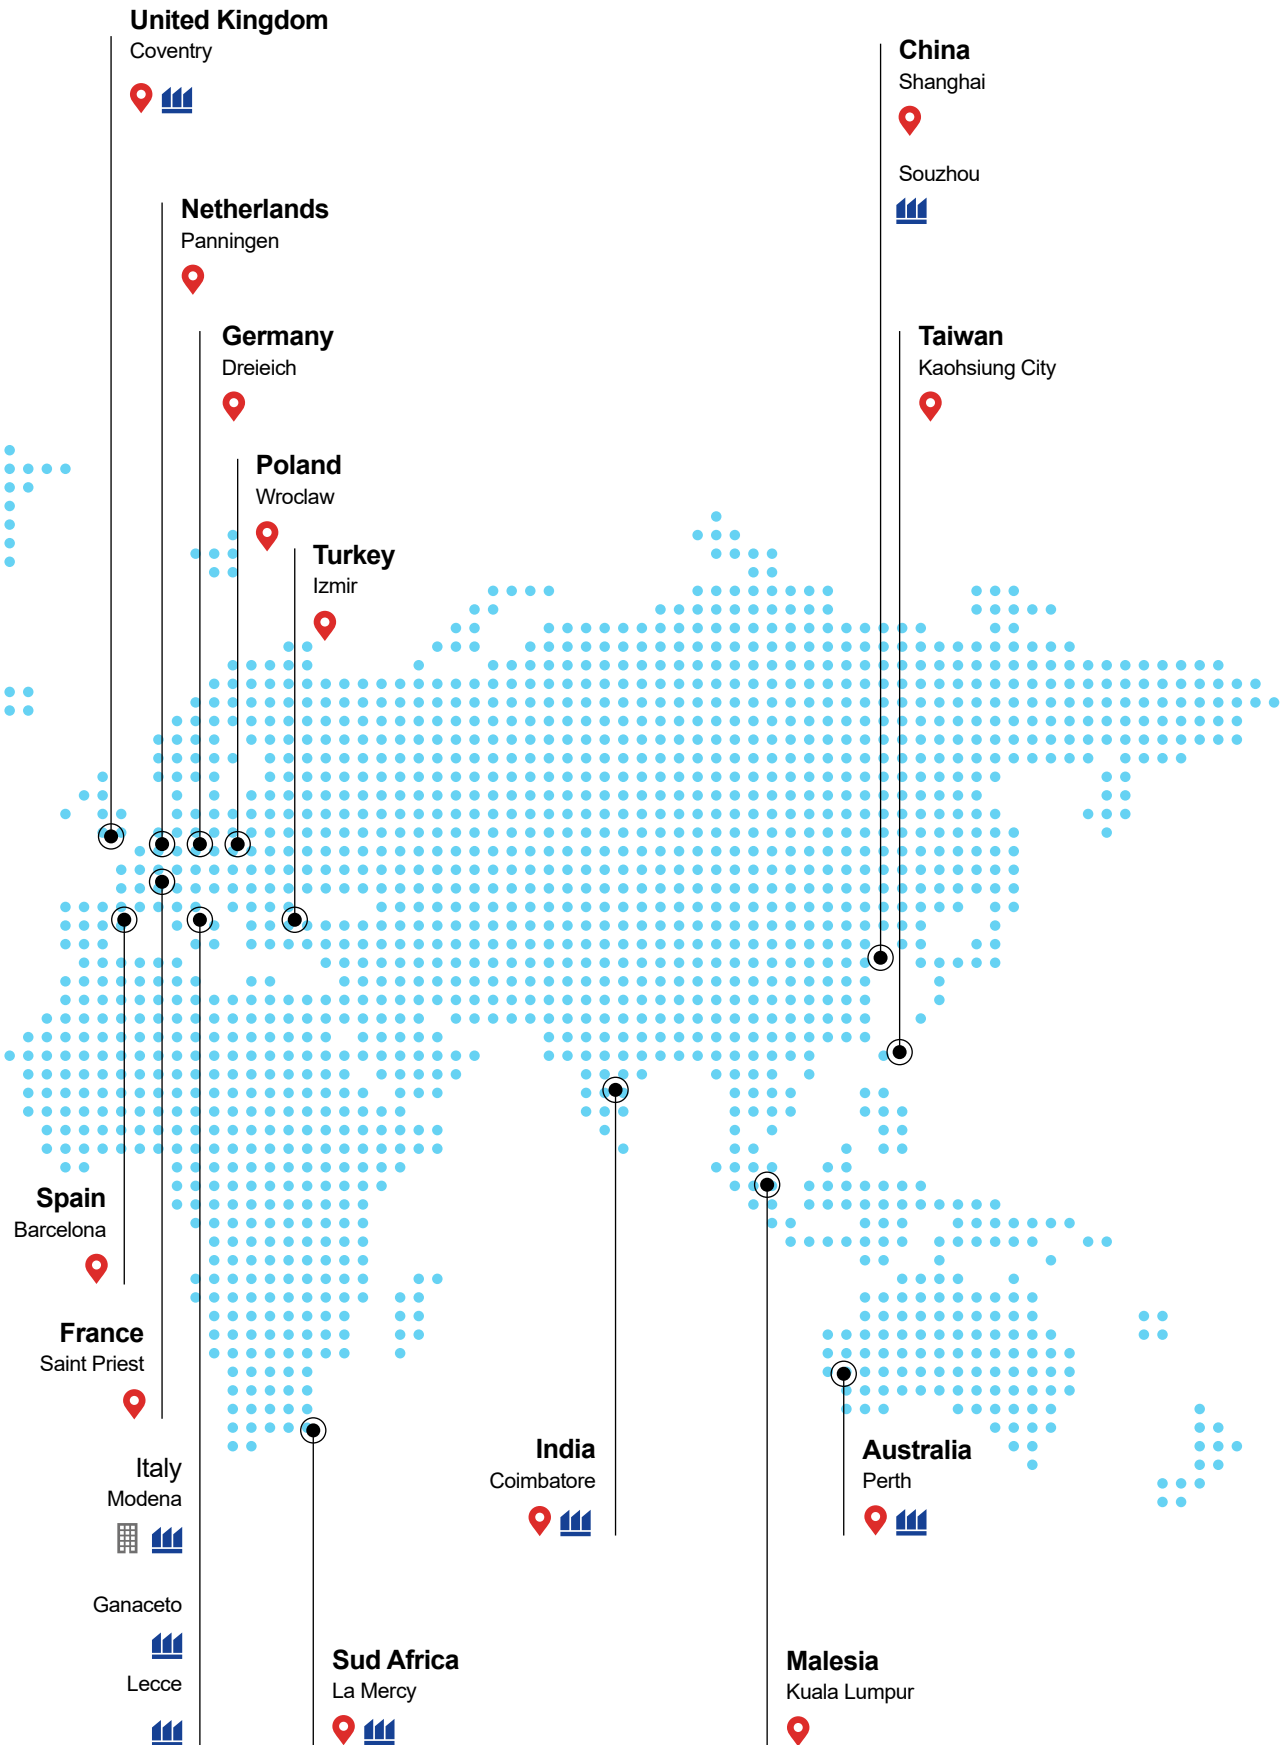 United Kingdom
Coventry
China
Shanghai
Souzhou
Netherlands
Panningen
Germany
Dreieich
Taiwan
Kaohsiung City
Poland
Wroclaw
Turkey
Izmir
Spain
Barcelona
France
Saint Priest
Italy
Modena
Ganaceto
Lecce
India
Coimbatore
Australia
Perth
Sud Africa
La Mercy
Malesia
Kuala Lumpur